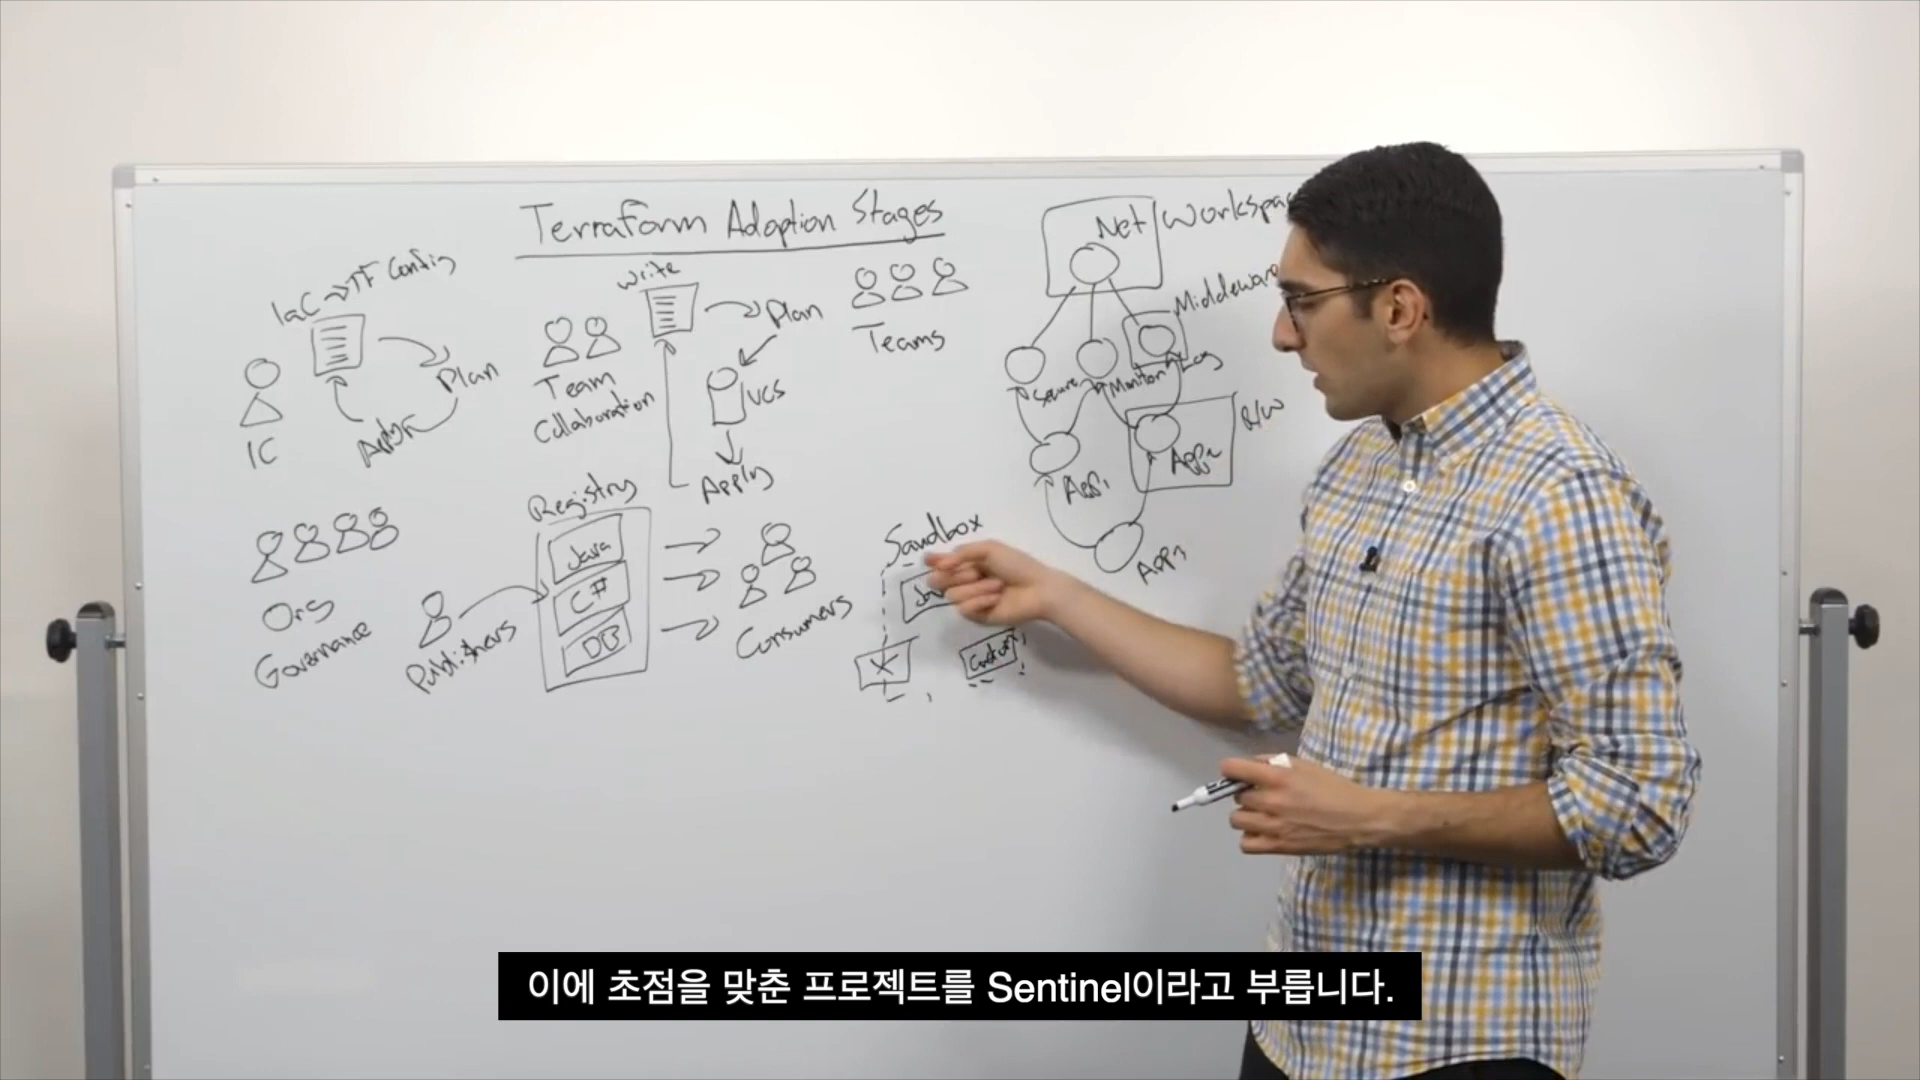 Terraform Adoption Stages
IaC → TF Config
Plan
Apply
IC
write
Plan
VCS
Apply
Team
Collaboration
Teams
Net
Workspac
Middleware
Secure
Monitor
Log
R/W
App1
App2
Org
Governance
Publishers
Registry
Java
C#
DB
Consumers
Sandbox
X
이에 초점을 맞춘 프로젝트를 Sentinel이라고 부릅니다.